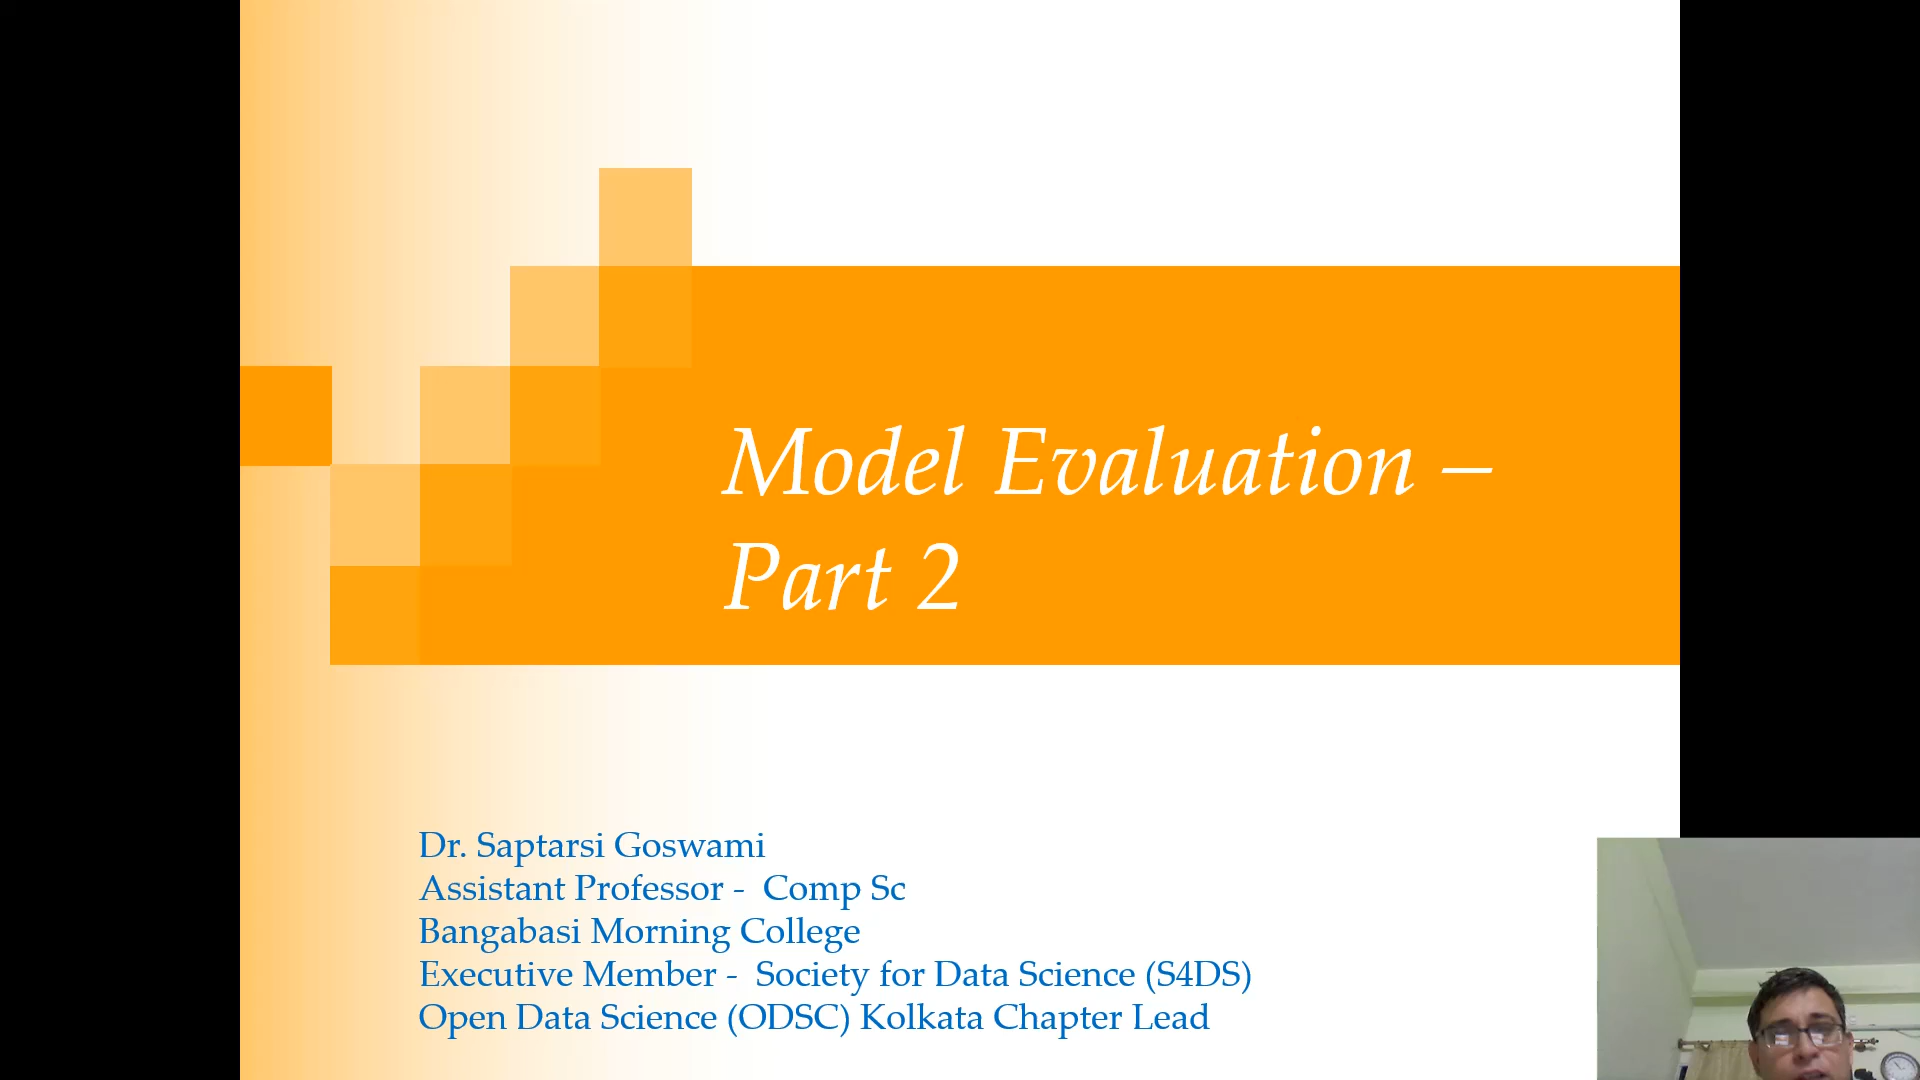 Model Evaluation –
Part 2
Dr. Saptarsi Goswami
Assistant Professor - Comp Sc
Bangabasi Morning College
Executive Member - Society for Data Science (S4DS)
Open Data Science (ODSC) Kolkata Chapter Lead